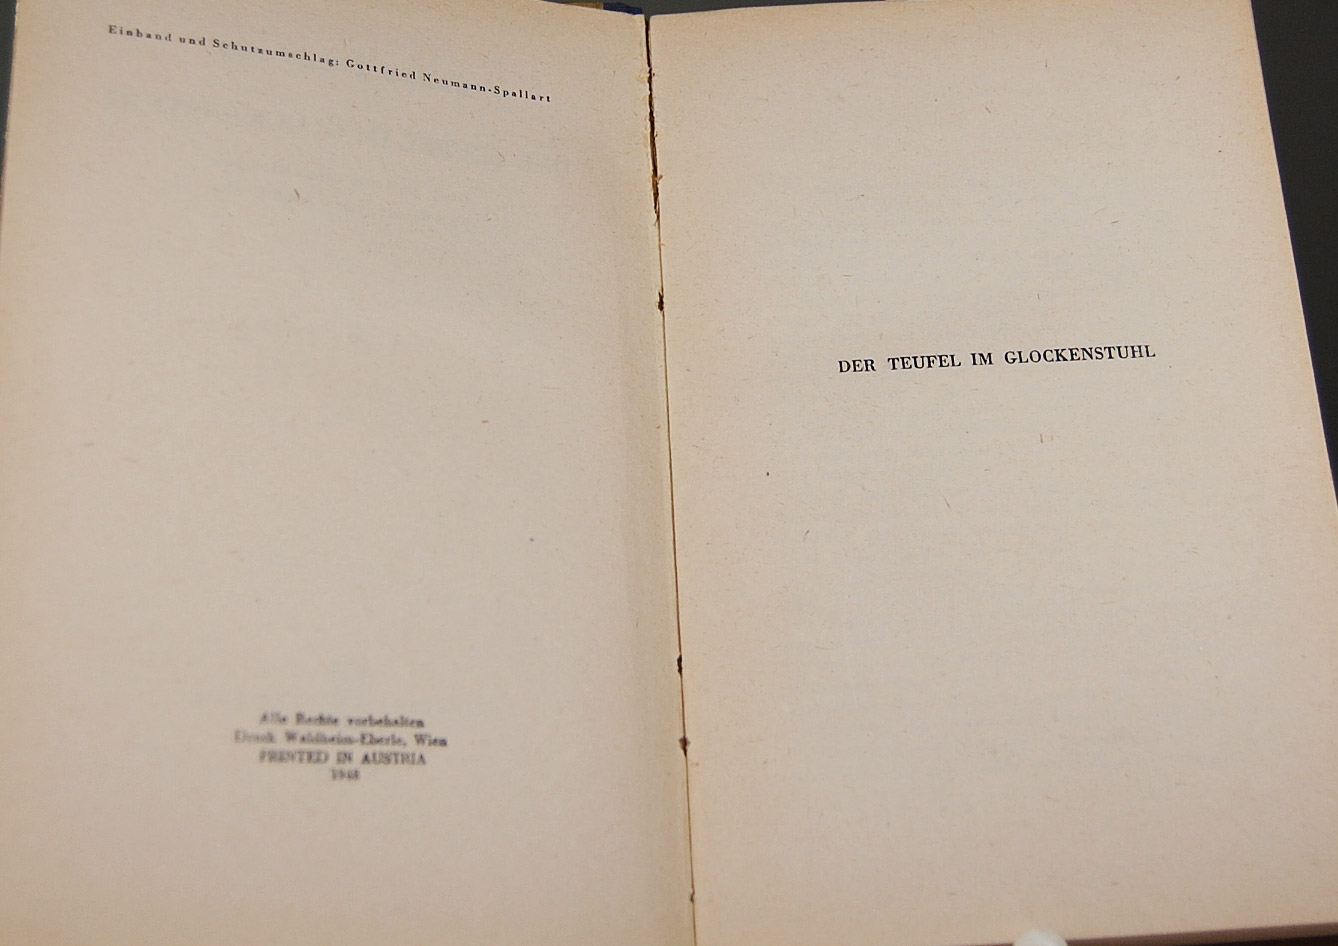 Einband und Schutzumschlag: Gottfried Neumann-Spallart
Alle Rechte vorbehalten
Druck Waldheim-Eberle, Wien
PRINTED IN AUSTRIA
1948
DER TEUFEL IM GLOCKENSTUHL